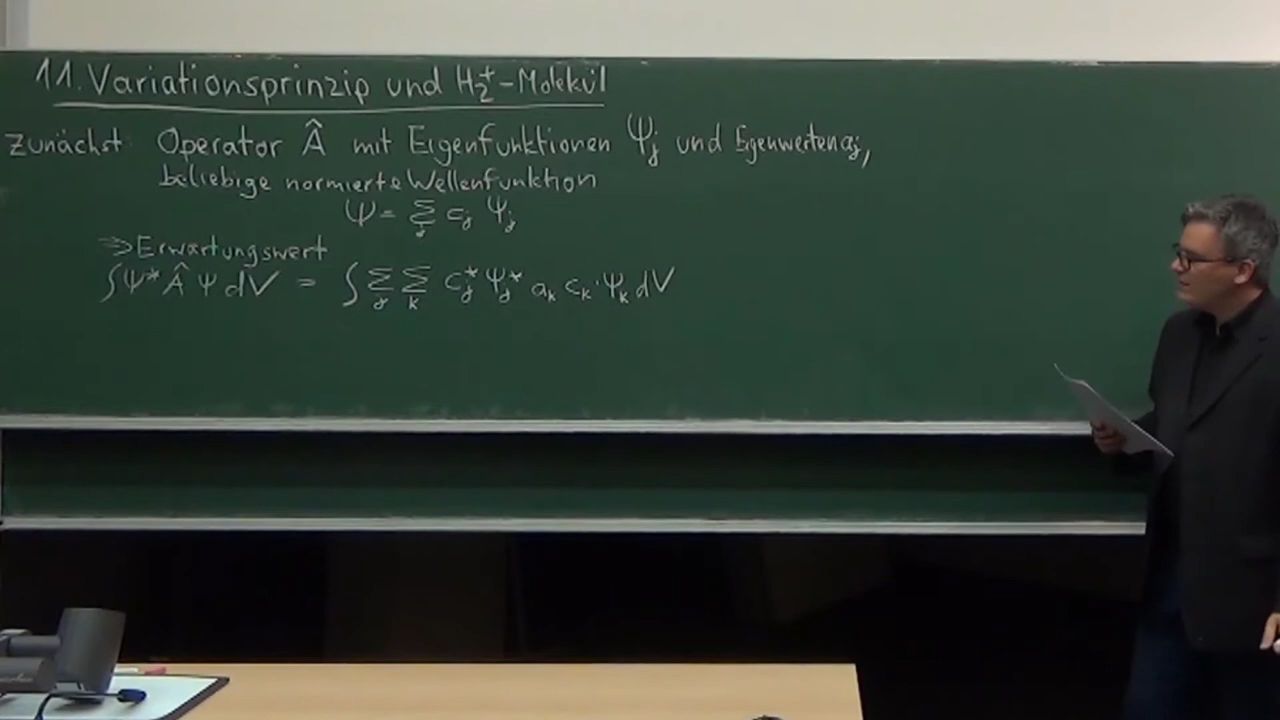 11. Variationsprinzip und H₂⁺-Molekül
Zunächst: Operator Â mit Eigenfunktionen Ψⱼ und Eigenwerten aⱼ,
beliebige normierte Wellenfunktion
Ψ = Σⱼ cⱼ Ψⱼ
⇒ Erwartungswert
∫Ψ* Â Ψ dV = ∫ Σⱼ Σₖ cⱼ* Ψⱼ* aₖ cₖ · Ψₖ dV